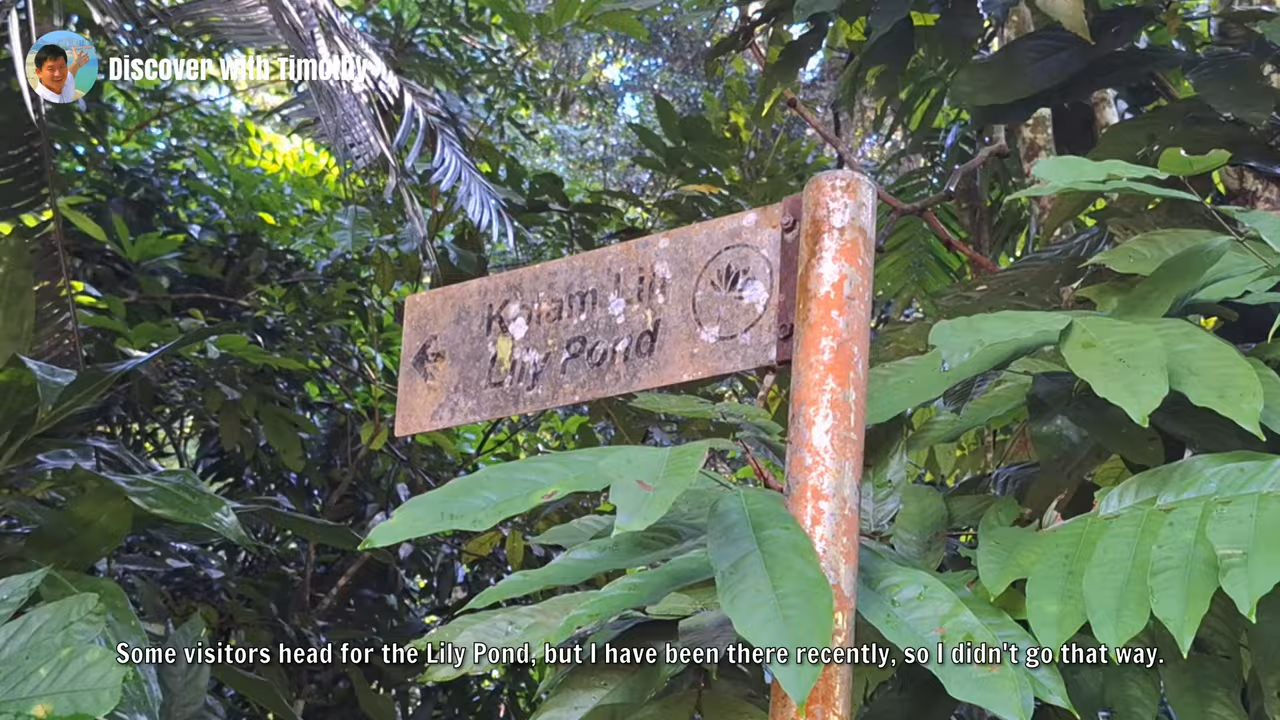 Discover with Timothy
Kolam Lili
Lily Pond
Some visitors head for the Lily Pond, but I have been there recently, so I didn't go that way.